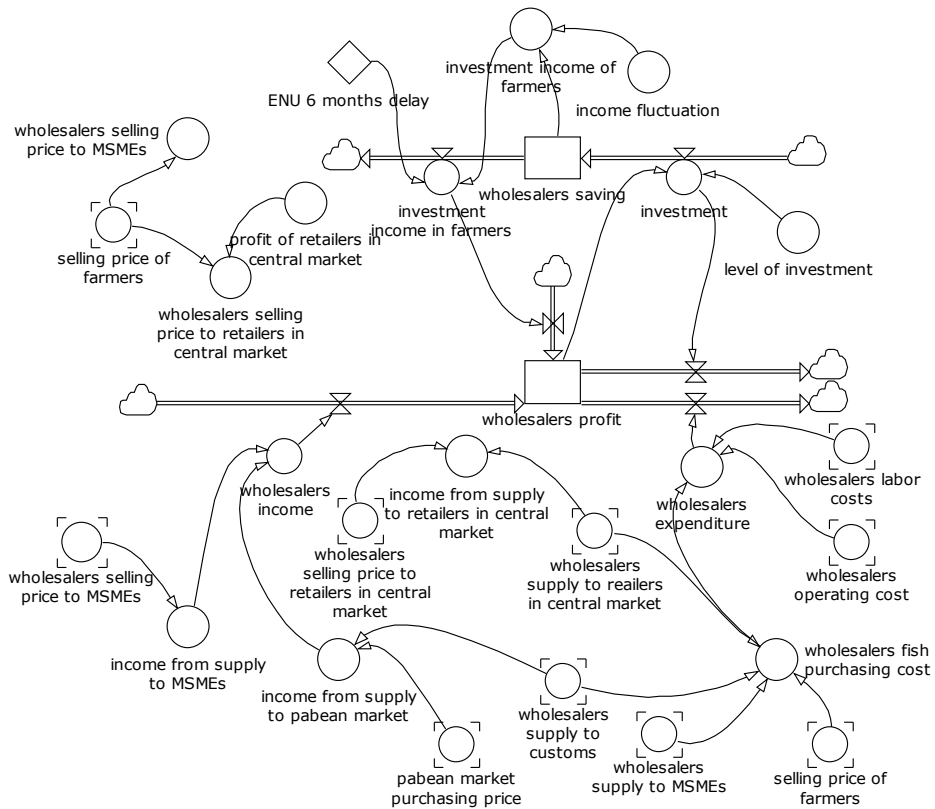 investment income of
farmers
ENU 6 months delay
income fluctuation
wholesalers selling
price to MSMEs
wholesalers saving
investment
income in farmers
investment
profit of retailers in
central market
selling price of
farmers
level of investment
wholesalers selling
price to retailers in
central market
wholesalers profit
wholesalers
income
income from supply
to retailers in central
market
wholesalers
expenditure
wholesalers labor
costs
wholesalers
selling price to
retailers in central
market
wholesalers
supply to reailers
in central market
wholesalers
operating cost
wholesalers selling
price to MSMEs
income from supply
to MSMEs
income from supply
to pabean market
wholesalers fish
purchasing cost
wholesalers
supply to
customs
pabean market
purchasing price
wholesalers
supply to MSMEs
selling price of
farmers